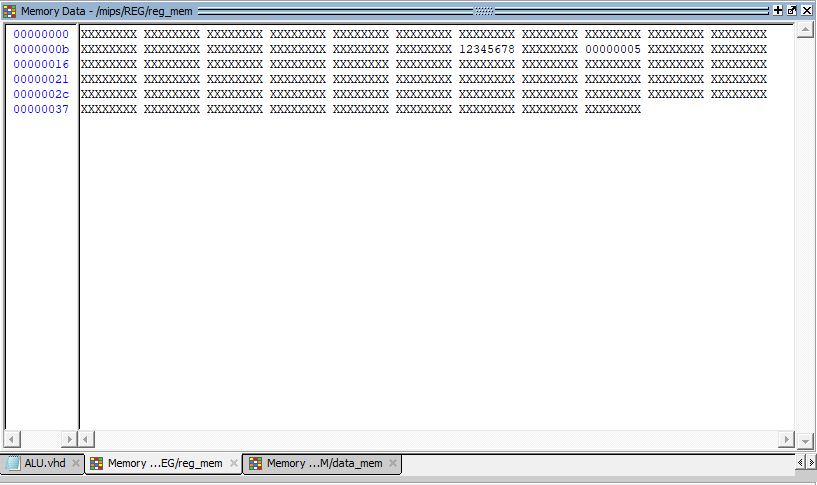 Memory Data - /mips/REG/reg_mem
00000000 XXXXXXXX XXXXXXXX XXXXXXXX XXXXXXXX XXXXXXXX XXXXXXXX XXXXXXXX XXXXXXXX XXXXXXXX XXXXXXXX XXXXXXXX
0000000b XXXXXXXX XXXXXXXX XXXXXXXX XXXXXXXX XXXXXXXX XXXXXXXX 12345678 XXXXXXXX 00000005 XXXXXXXX XXXXXXXX
00000016 XXXXXXXX XXXXXXXX XXXXXXXX XXXXXXXX XXXXXXXX XXXXXXXX XXXXXXXX XXXXXXXX XXXXXXXX XXXXXXXX XXXXXXXX
00000021 XXXXXXXX XXXXXXXX XXXXXXXX XXXXXXXX XXXXXXXX XXXXXXXX XXXXXXXX XXXXXXXX XXXXXXXX XXXXXXXX XXXXXXXX
0000002c XXXXXXXX XXXXXXXX XXXXXXXX XXXXXXXX XXXXXXXX XXXXXXXX XXXXXXXX XXXXXXXX XXXXXXXX XXXXXXXX XXXXXXXX
00000037 XXXXXXXX XXXXXXXX XXXXXXXX XXXXXXXX XXXXXXXX XXXXXXXX XXXXXXXX XXXXXXXX XXXXXXXX
ALU.vhd Memory ...EG/reg_mem Memory ...M/data_mem